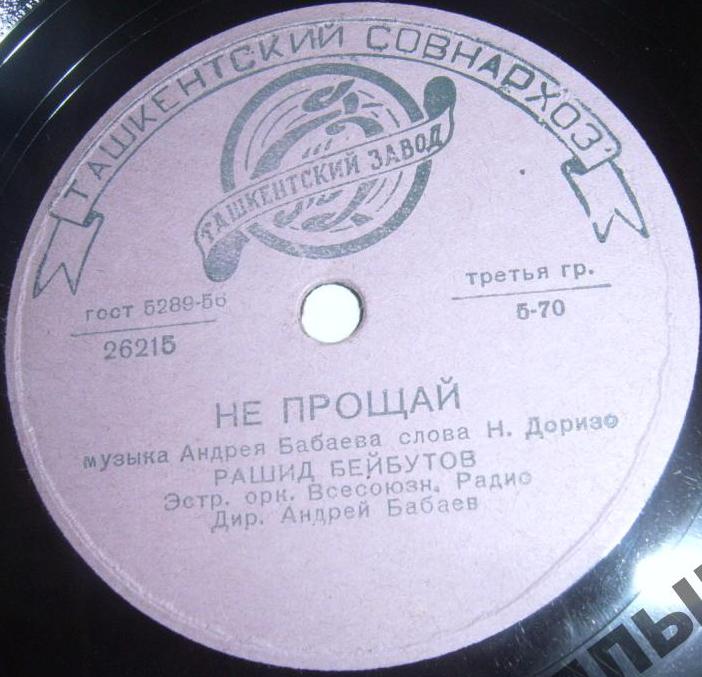 ТАШКЕНТСКИЙ СОВНАРХОЗ
ТАШКЕНТСКИЙ ЗАВОД
гост 5289-56
26215
третья гр.
5-70
НЕ ПРОЩАЙ
музыка Андрея Бабаева слова Н. Доризо
РАШИД БЕЙБУТОВ
Эстр. орк. Всесоюзн. Радио
Дир. Андрей Бабаев